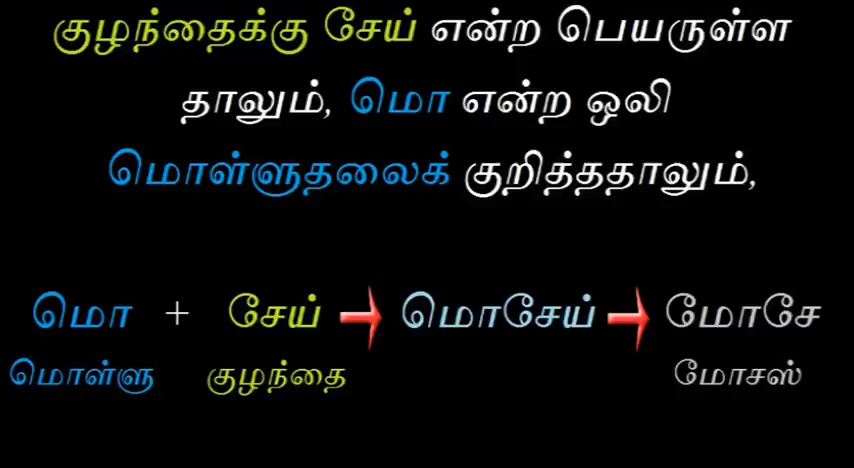 குழந்தைக்கு சேய் என்ற பெயருள்ள
தாலும், மொ என்ற ஒலி
மொள்ளுதலைக் குறித்ததாலும்,
மொ + சேய் → மொசேய் → மோசே
மொள்ளு குழந்தை மோசஸ்